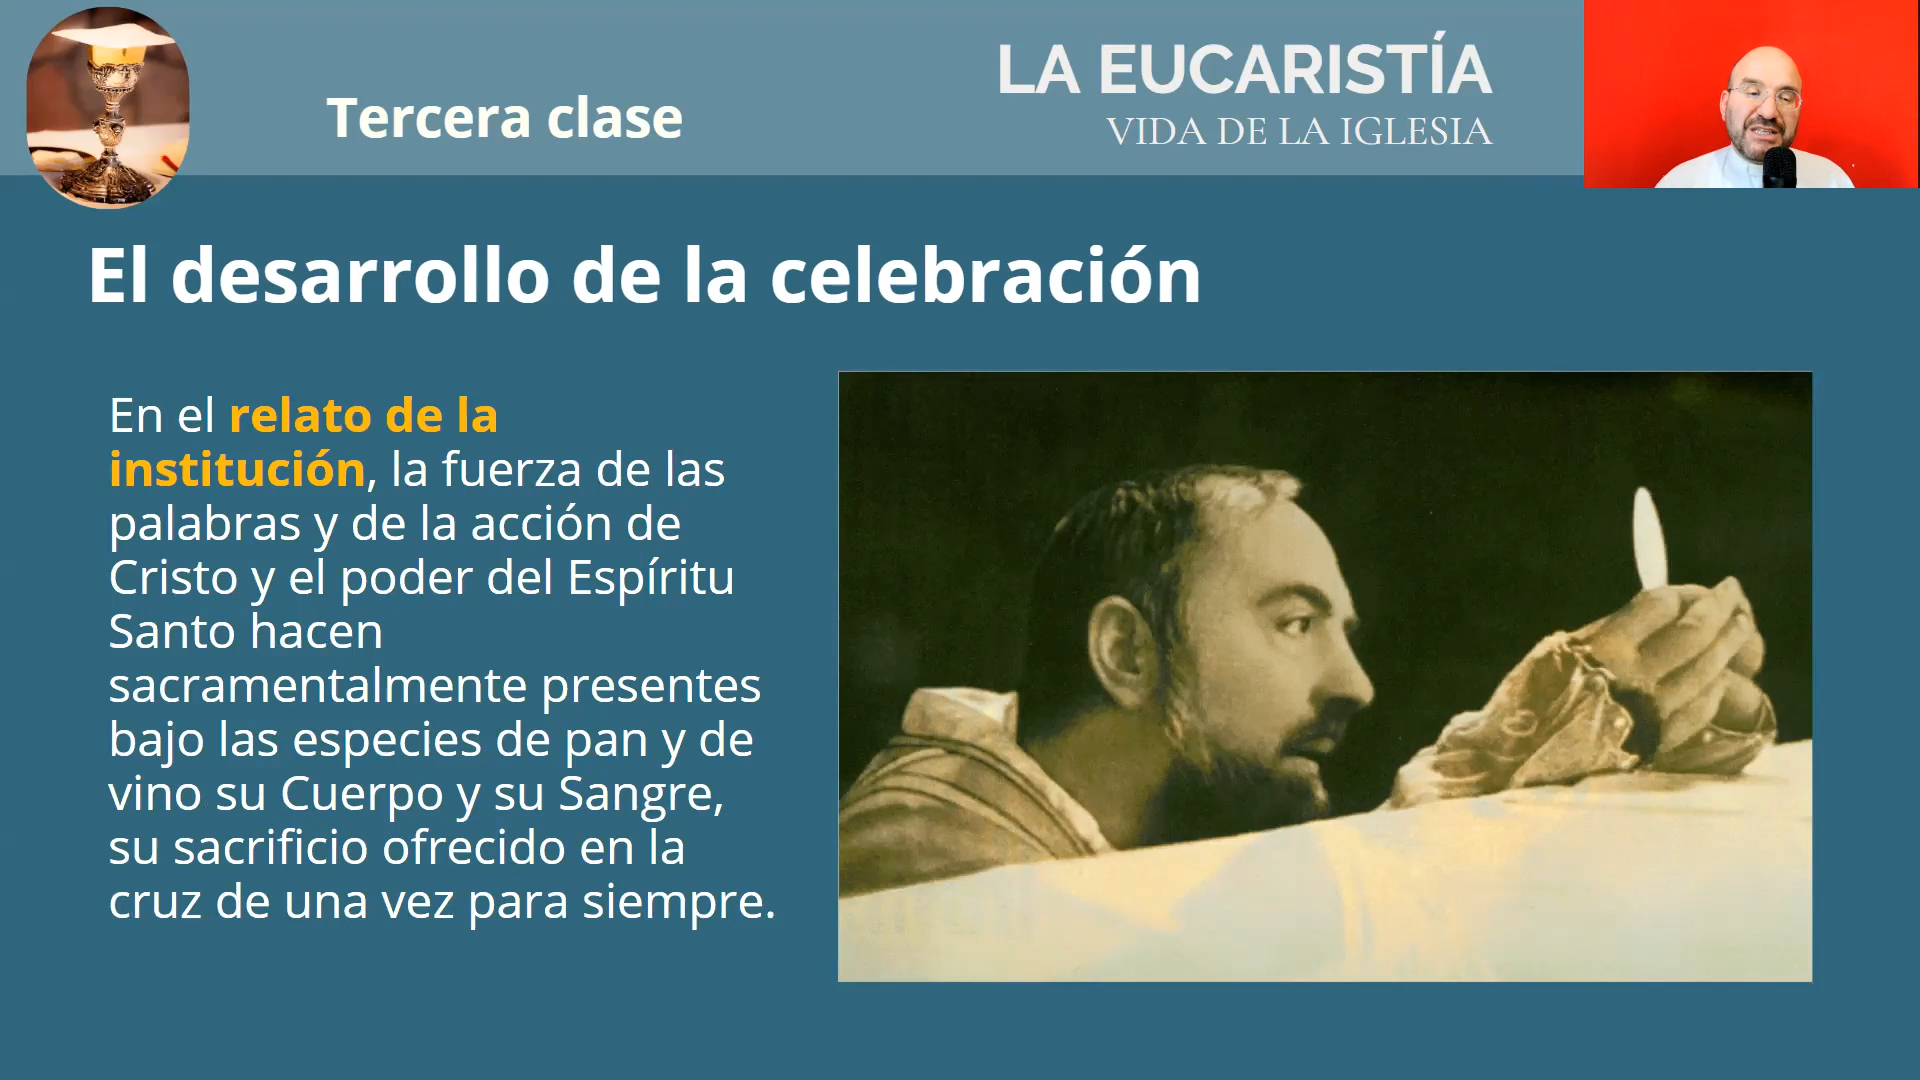 Tercera clase
LA EUCARISTÍA
VIDA DE LA IGLESIA
El desarrollo de la celebración
En el relato de la
institución, la fuerza de las
palabras y de la acción de
Cristo y el poder del Espíritu
Santo hacen
sacramentalmente presentes
bajo las especies de pan y de
vino su Cuerpo y su Sangre,
su sacrificio ofrecido en la
cruz de una vez para siempre.